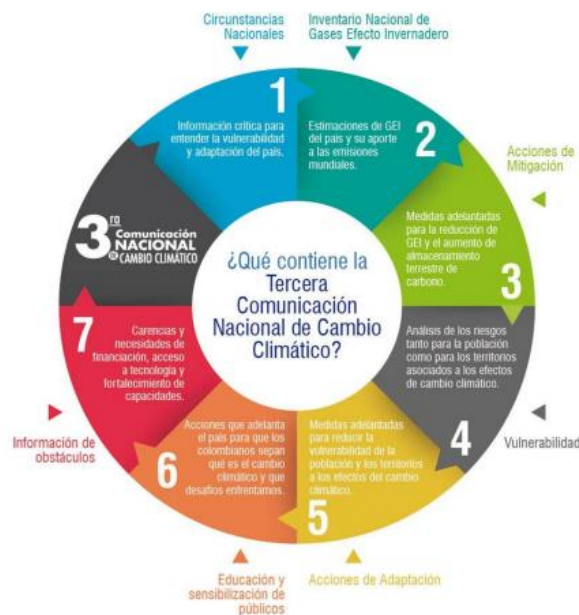 Circunstancias
Nacionales
Inventario Nacional de
Gases Efecto Invernadero
1
Información crítica para
entender la vulnerabilidad
y adaptación del país.
Estimaciones de GEI
del país y su aporte
a las emisiones
mundiales.
2
Acciones de
Mitigación
Medidas adelantadas
para la reducción de
GEI y el aumento de
almacenamiento
terrestre de
carbono.
3
3ra
Comunicación
NACIONAL
DE CAMBIO CLIMÁTICO
¿Qué contiene la
Tercera
Comunicación
Nacional de Cambio
Climático?
7
Carencias y
necesidades de
financiación, acceso
a tecnología y
fortalecimiento de
capacidades.
Información de
obstáculos
Análisis de los riesgos
tanto para la población
como para los territorios
asociados a los efectos
de cambio climático.
4
Vulnerabilidad
Acciones que adelanta
el país para que los
colombianos sepan
qué es el cambio
climático y que
desafíos enfrentamos.
6
Educación y
sensibilización de
públicos
Medidas adelantadas
para reducir la
vulnerabilidad de la
población y los territorios
a los efectos del cambio
climático.
5
Acciones de Adaptación